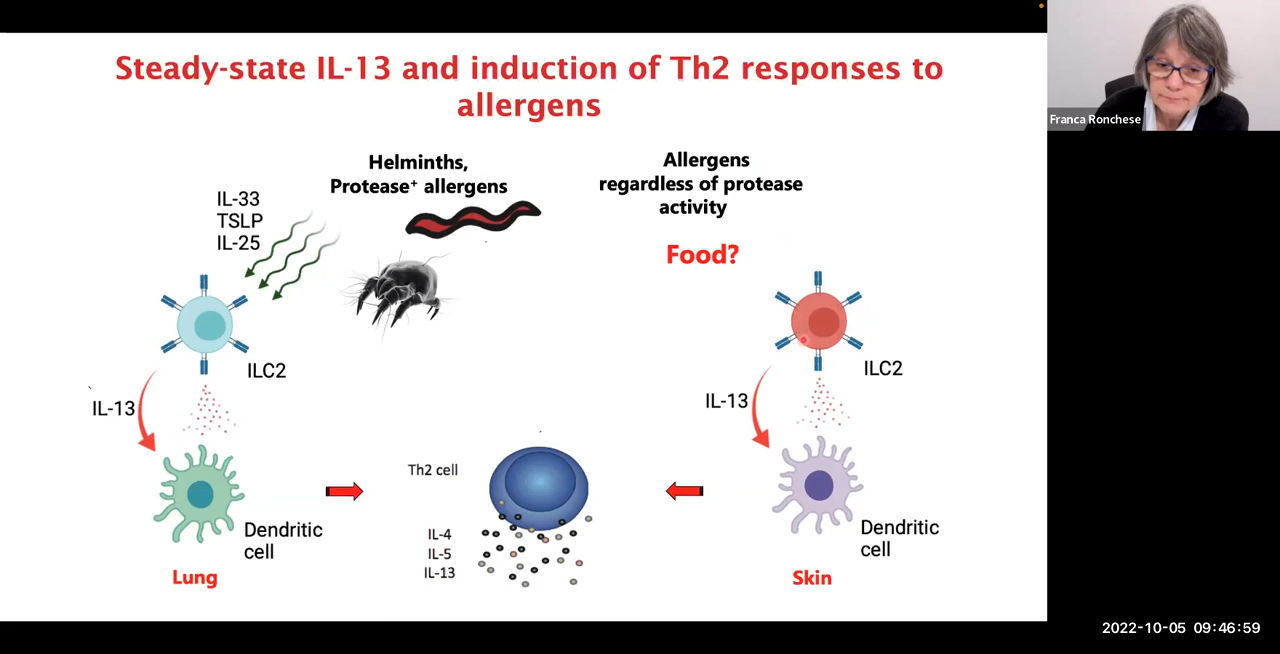 Steady-state IL-13 and induction of Th2 responses to
allergens
Franca Ronchese
Helminths,
Protease⁺ allergens
Allergens
regardless of protease
activity
Food?
IL-33
TSLP
IL-25
ILC2
IL-13
Dendritic
cell
Lung
Th2 cell
IL-4
IL-5
IL-13
ILC2
IL-13
Dendritic
cell
Skin
2022-10-05 09:46:59